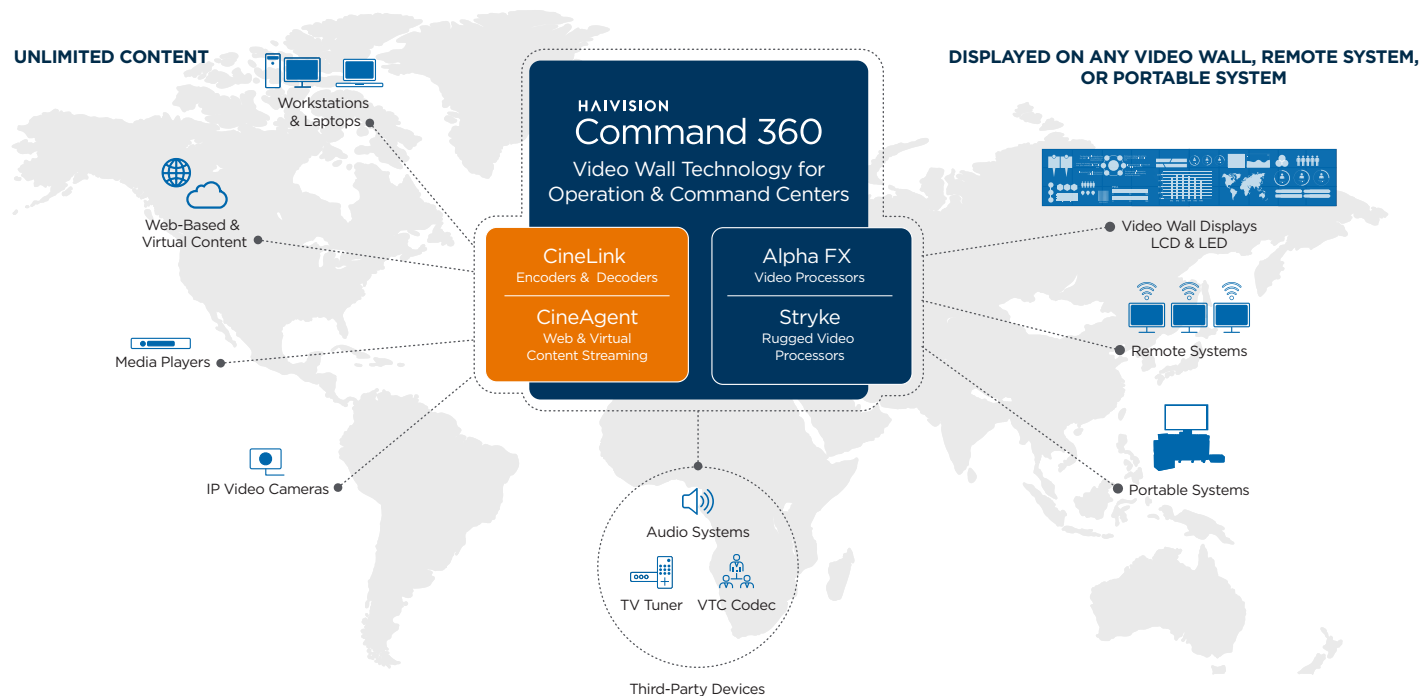 UNLIMITED CONTENT
Workstations
& Laptops
Web-Based &
Virtual Content
Media Players
IP Video Cameras
HAIVISION
Command 360
Video Wall Technology for
Operation & Command Centers
CineLink
Encoders & Decoders
CineAgent
Web & Virtual
Content Streaming
Alpha FX
Video Processors
Stryke
Rugged Video
Processors
Audio Systems
TV Tuner
VTC Codec
Third-Party Devices
DISPLAYED ON ANY VIDEO WALL, REMOTE SYSTEM,
OR PORTABLE SYSTEM
Video Wall Displays
LCD & LED
Remote Systems
Portable Systems